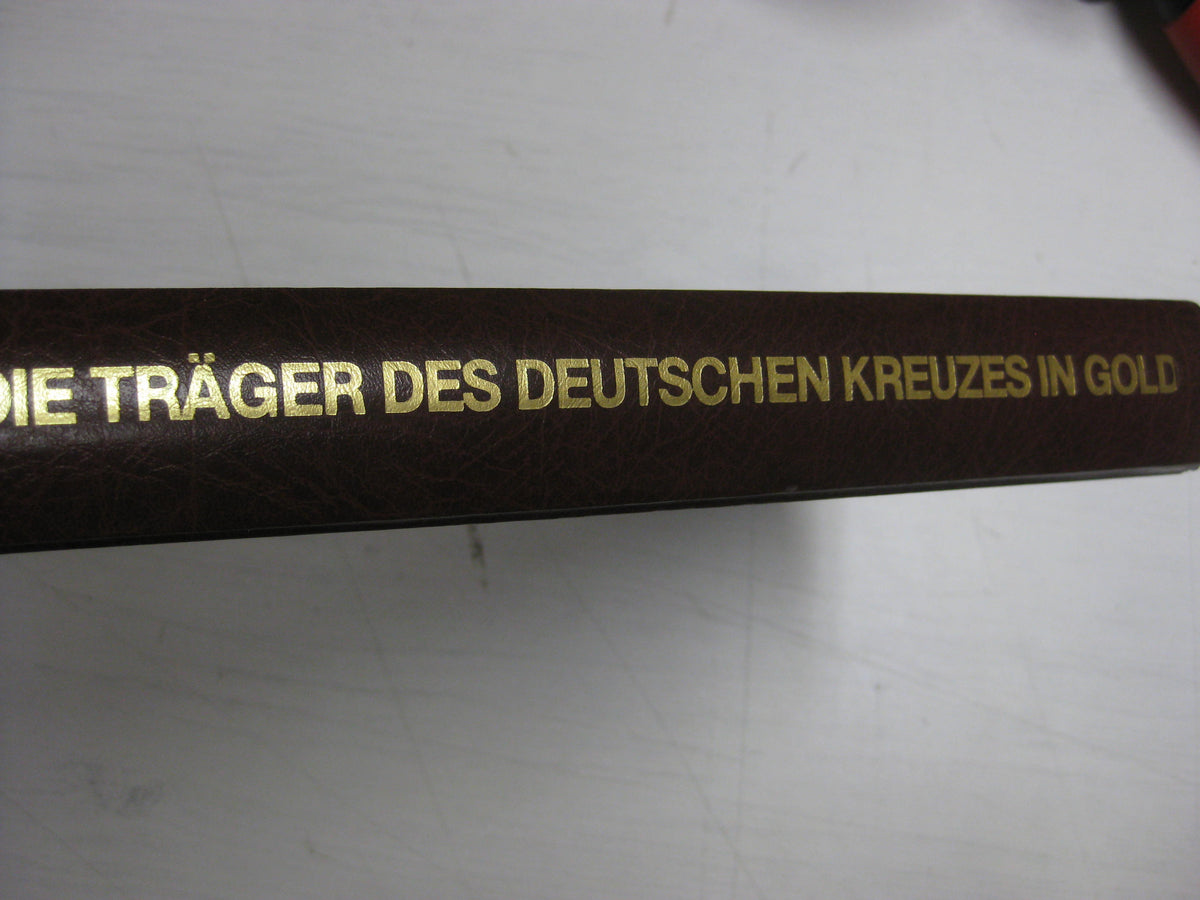 DIE TRÄGER DES DEUTSCHEN KREUZES IN GOLD